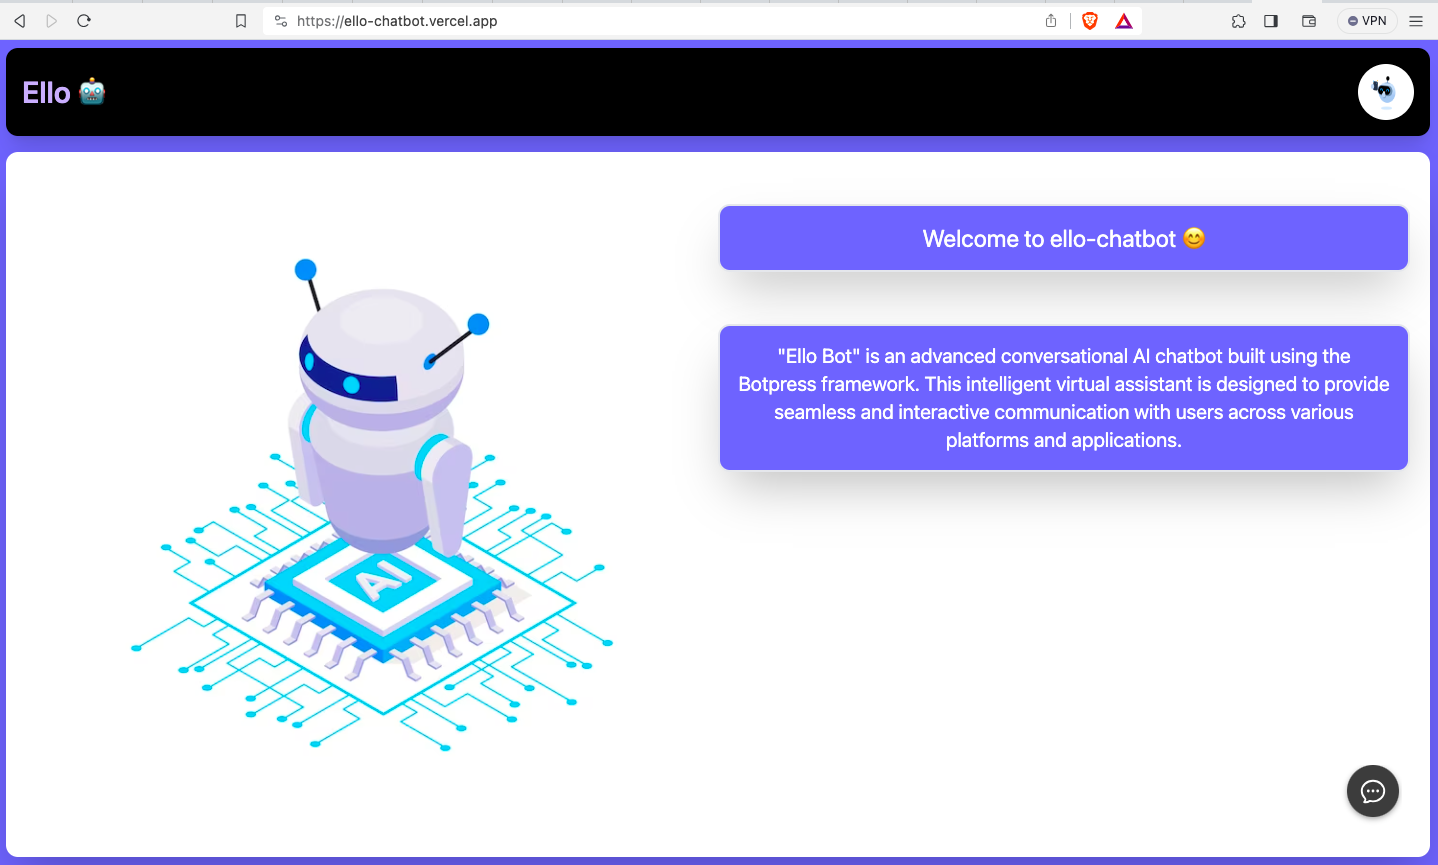 https://ello-chatbot.vercel.app
VPN
Ello 🤖
Welcome to ello-chatbot 😊
"Ello Bot" is an advanced conversational AI chatbot built using the
Botpress framework. This intelligent virtual assistant is designed to provide
seamless and interactive communication with users across various
platforms and applications.
AI